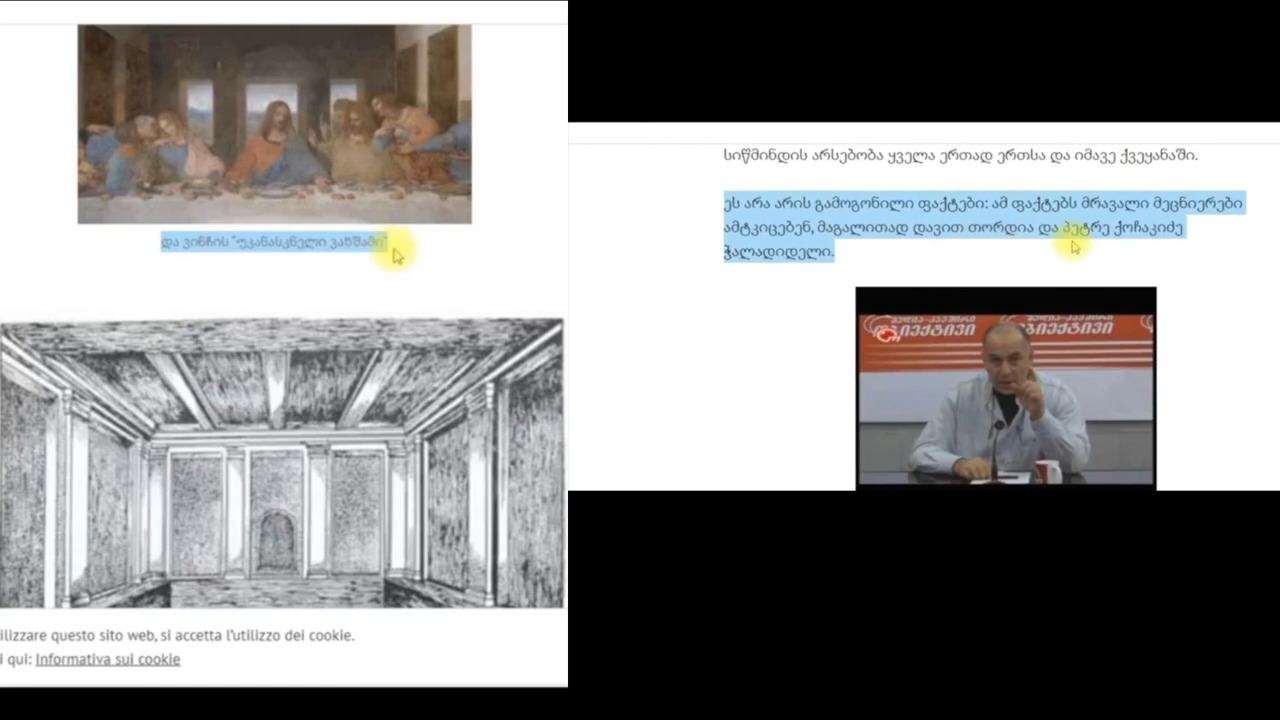 და ვინჩის "უკანასკნელი ვახშამი"
ilizzare questo sito web, si accetta l'utilizzo dei cookie.
i qui: Informativa sui cookie
სიწმინდის არსებობა ყველა ერთად ერთსა და იმავე ქვეყანაში.
ეს არა არის გამოგონილი ფაქტები: ამ ფაქტებს მრავალი მეცნიერები
ამტკიცებენ, მაგალითად დავით თორდია და პეტრე ქოჩაკიძე
ჭალადიდელი.